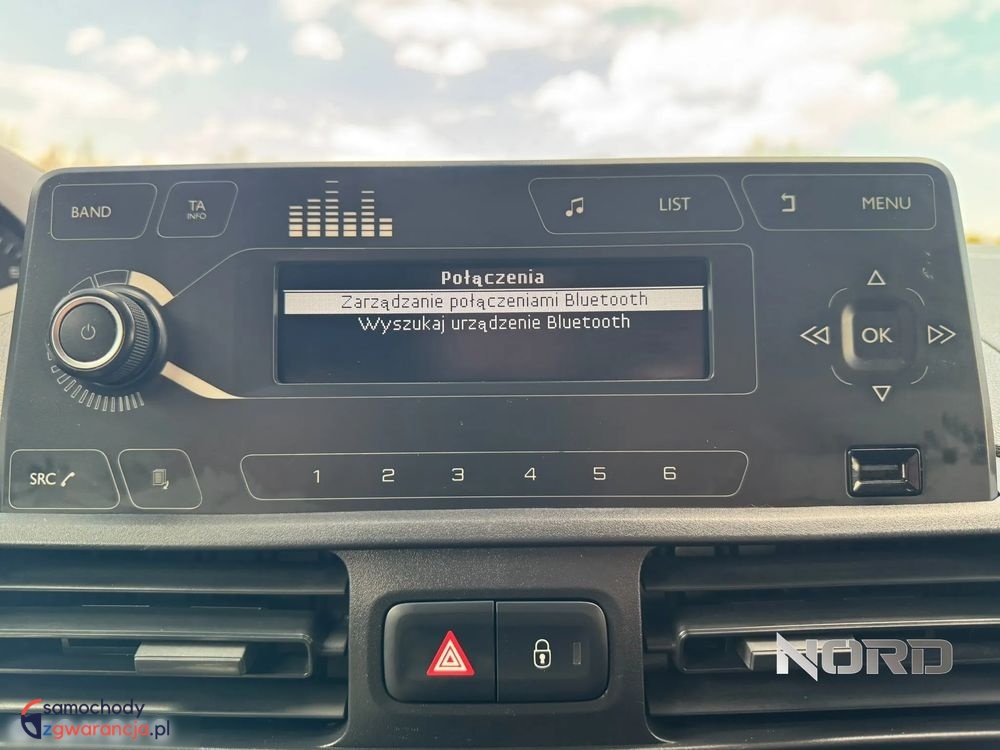 BAND
TA
INFO
LIST
MENU
Połączenia
Zarządzanie połączeniami Bluetooth
Wyszukaj urządzenie Bluetooth
OK
SRC
1 2 3 4 5 6
NORD
samochody
zgwarancja.pl